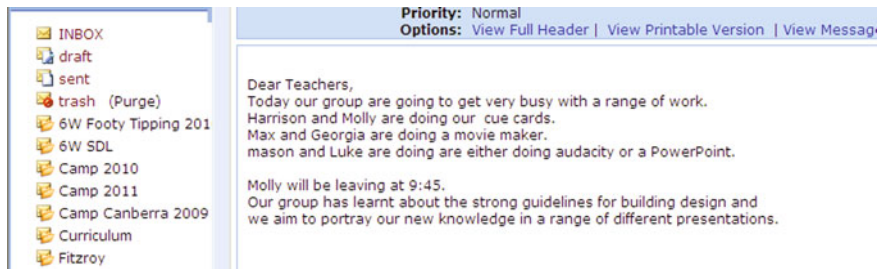 INBOX
draft
sent
trash (Purge)
6W Footy Tipping 201
6W SDL
Camp 2010
Camp 2011
Camp Canberra 2009
Curriculum
Fitzroy
Priority: Normal
Options: View Full Header | View Printable Version | View Message
Dear Teachers,
Today our group are going to get very busy with a range of work.
Harrison and Molly are doing our cue cards.
Max and Georgia are doing a movie maker.
mason and Luke are doing are either doing audacity or a PowerPoint.
Molly will be leaving at 9:45.
Our group has learnt about the strong guidelines for building design and
we aim to portray our new knowledge in a range of different presentations.